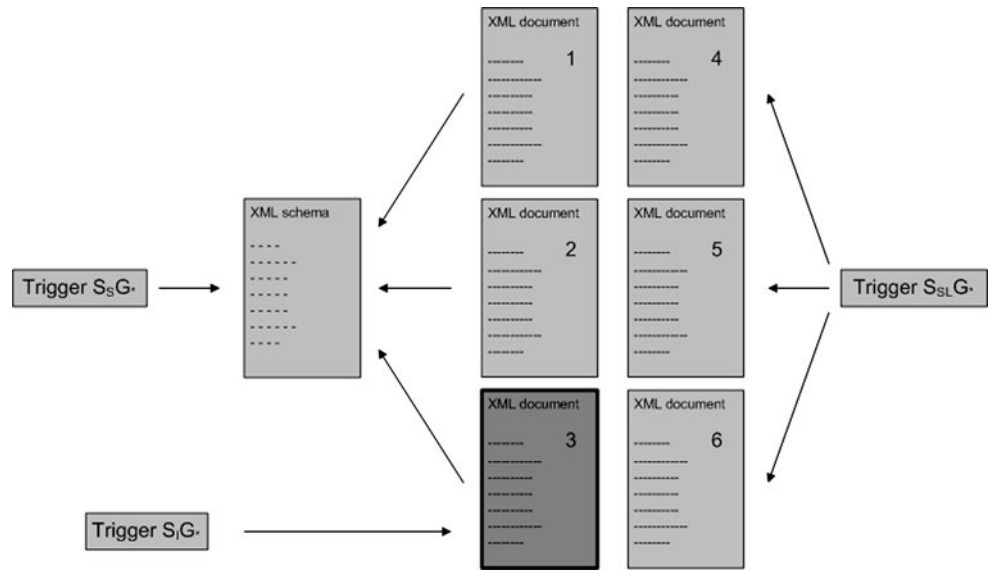 XML document
1
XML document
4
XML schema
XML document
2
XML document
5
Trigger SSG*
Trigger SSLG*
XML document
3
XML document
6
Trigger SIG*